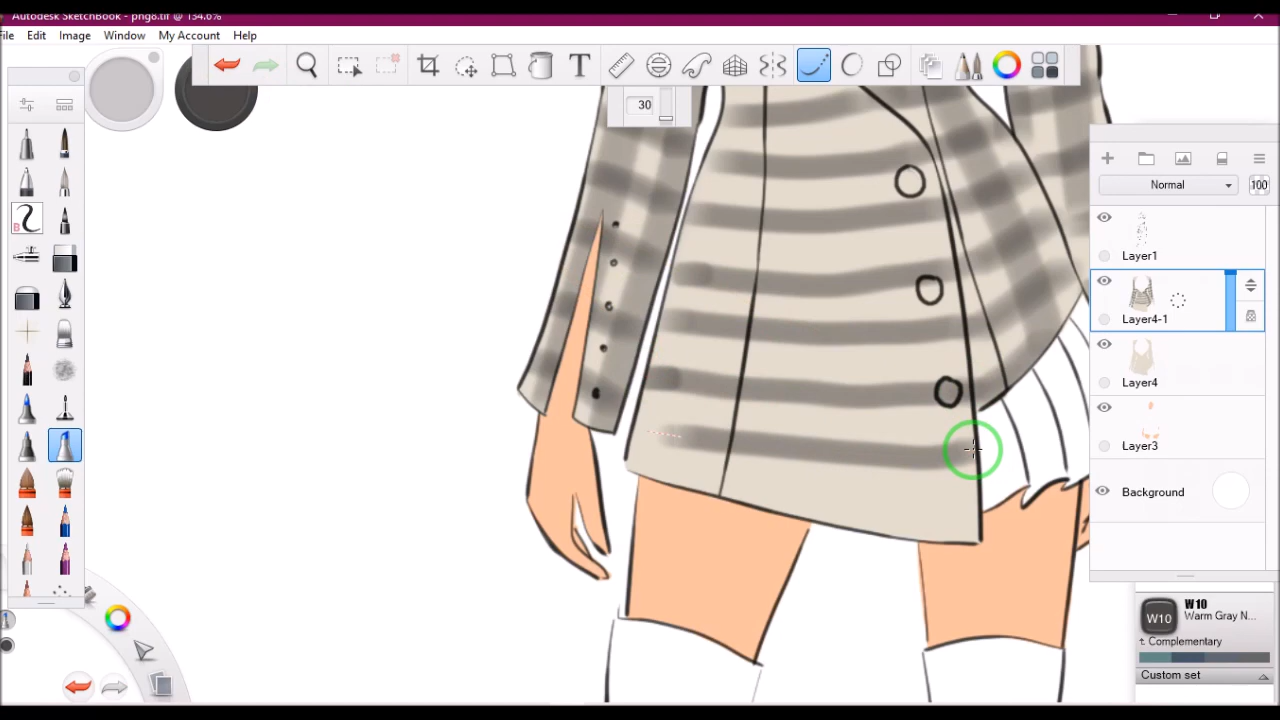 Autodesk SketchBook - png8.tif @ 134.6%
File Edit Image Window My Account Help
T
30
Normal 100
B
Layer1
Layer4-1
Layer4
Layer3
Background
W10
W10
Warm Gray N...
t. Complementary
Custom set